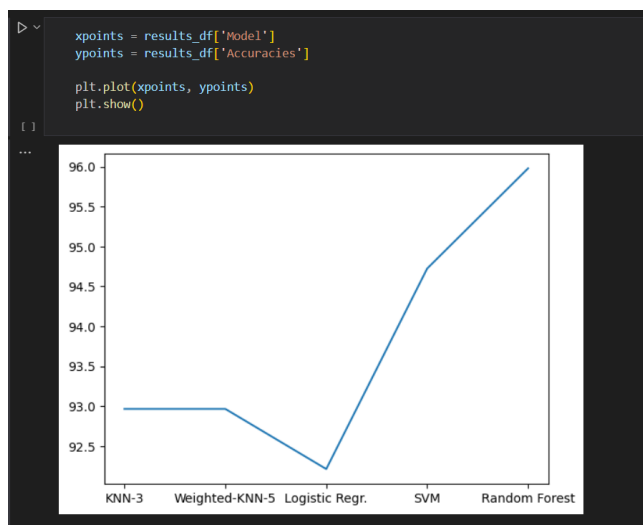 xpoints = results_df['Model']
ypoints = results_df['Accuracies']
plt.plot(xpoints, ypoints)
plt.show()
[ ]
...
96.0
95.5
95.0
94.5
94.0
93.5
93.0
92.5
KNN-3 Weighted-KNN-5 Logistic Regr. SVM Random Forest